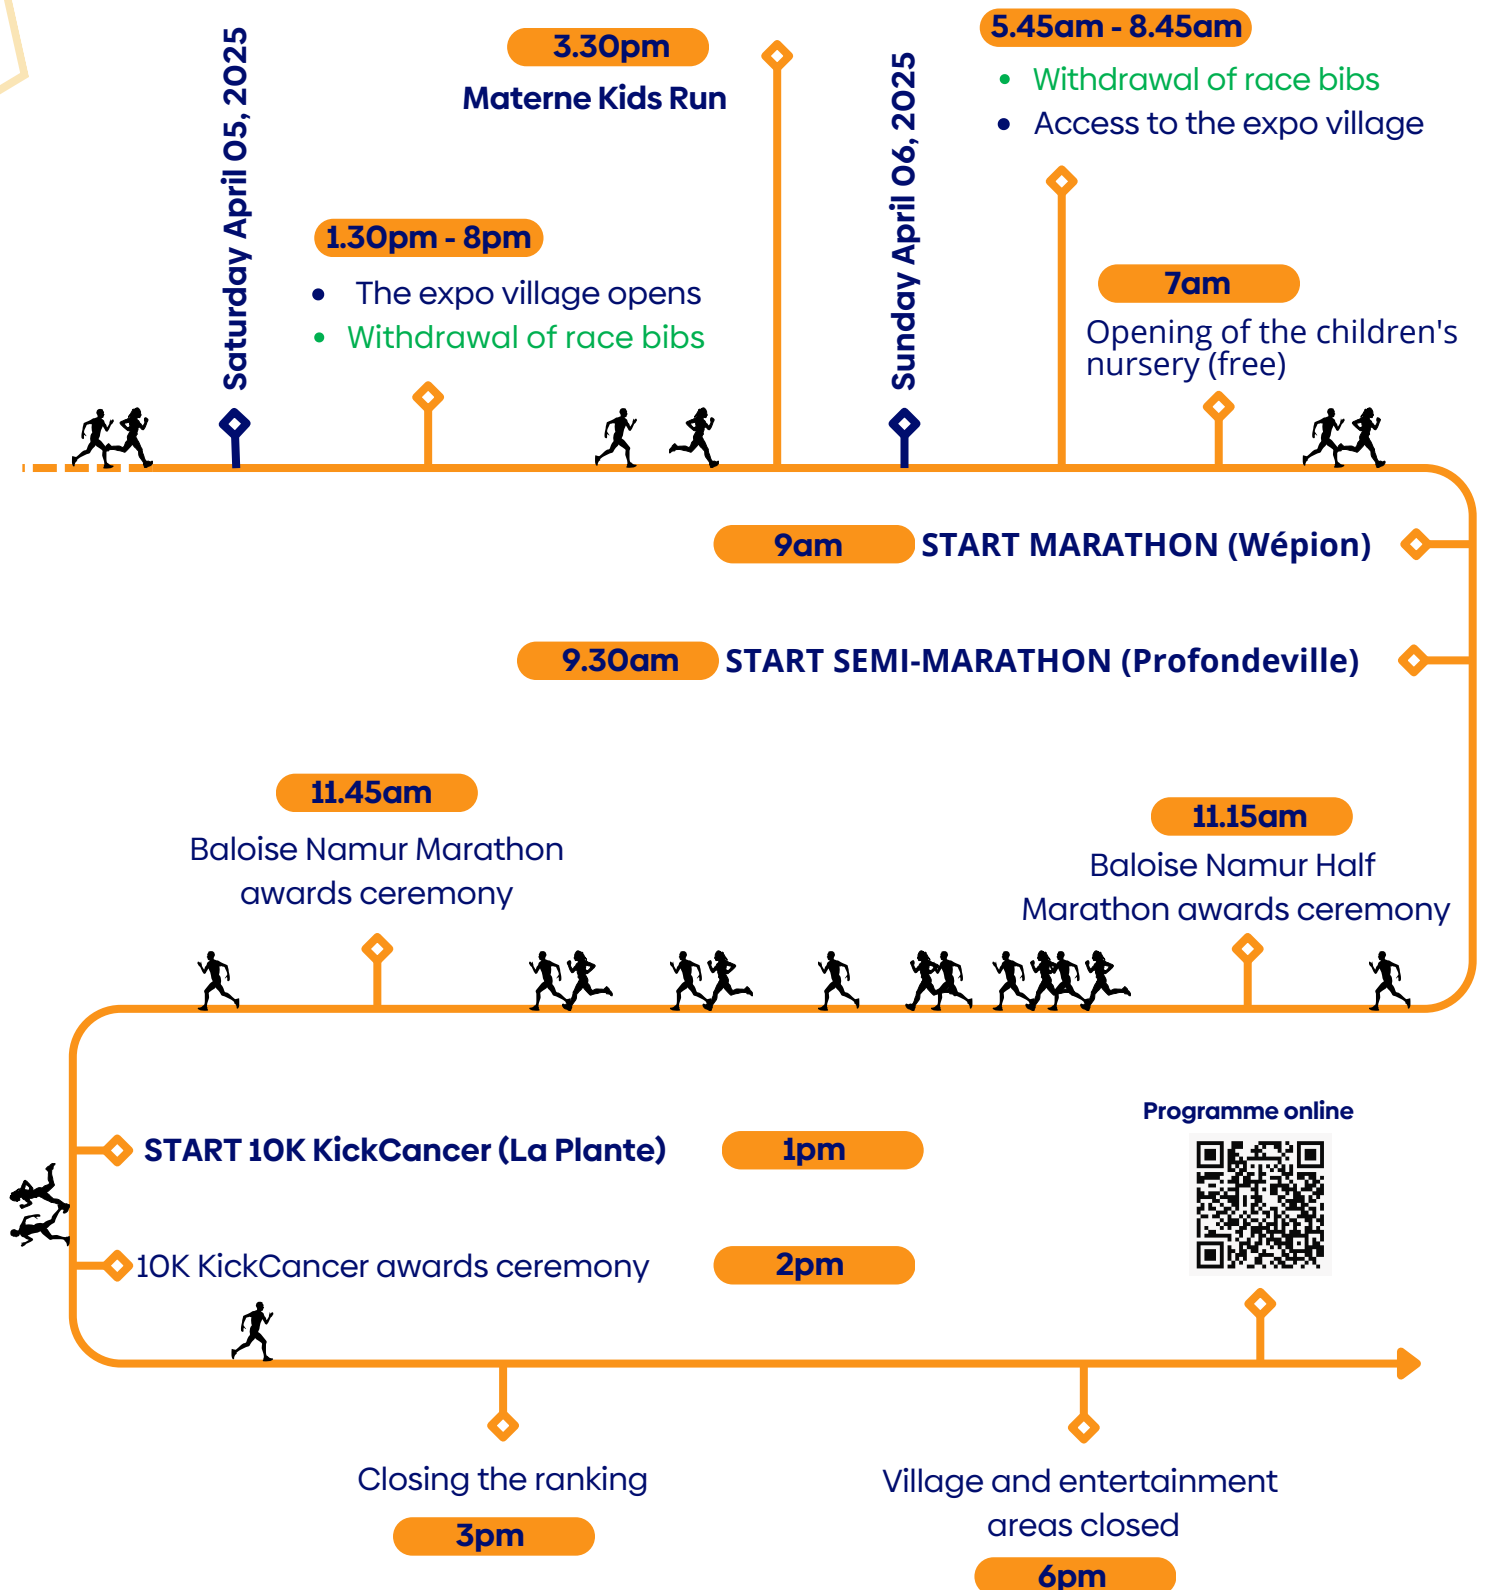 Saturday April 05, 2025
1.30pm - 8pm
• The expo village opens
• Withdrawal of race bibs
3.30pm
Materne Kids Run
Sunday April 06, 2025
5.45am - 8.45am
• Withdrawal of race bibs
• Access to the expo village
7am
Opening of the children's
nursery (free)
9am START MARATHON (Wépion)
9.30am START SEMI-MARATHON (Profondeville)
11.15am
Baloise Namur Half
Marathon awards ceremony
11.45am
Baloise Namur Marathon
awards ceremony
START 10K KickCancer (La Plante) 1pm
10K KickCancer awards ceremony 2pm
Programme online
Closing the ranking
3pm
Village and entertainment
areas closed
6pm